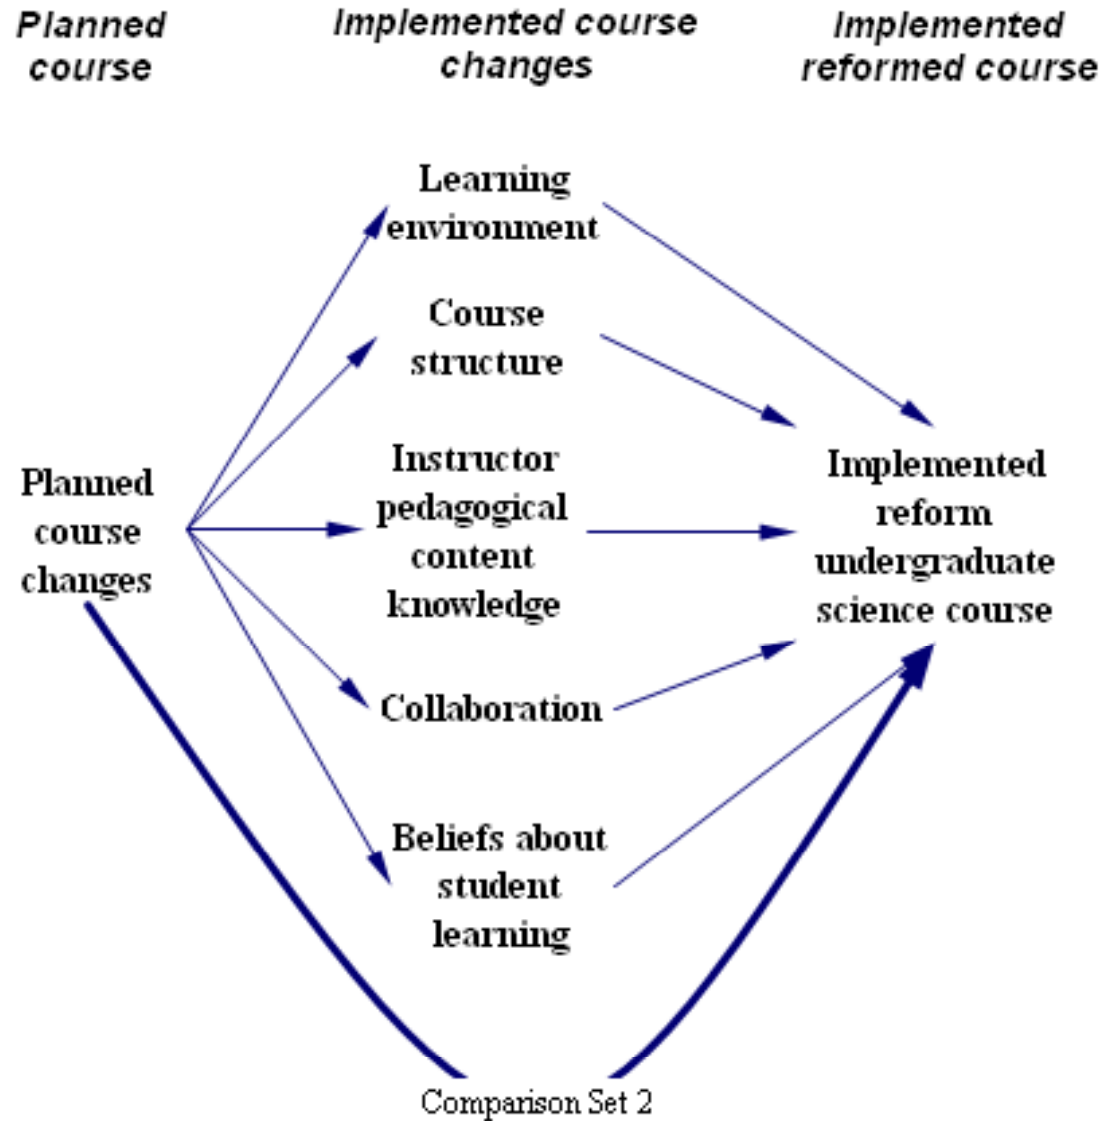 Planned
course
Implemented course
changes
Implemented
reformed course
Learning
environment
Course
structure
Instructor
pedagogical
content
knowledge
Planned
course
changes
Implemented
reform
undergraduate
science course
Collaboration
Beliefs about
student
learning
Comparison Set 2